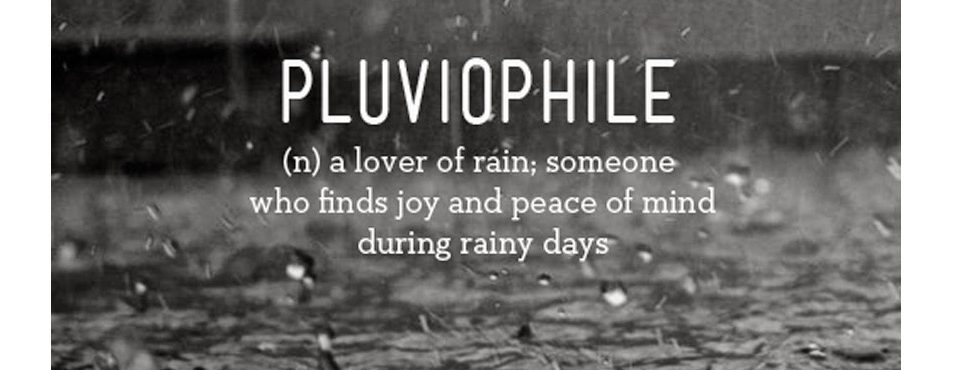 PLUVIOPHILE
(n) a lover of rain; someone
who finds joy and peace of mind
during rainy days